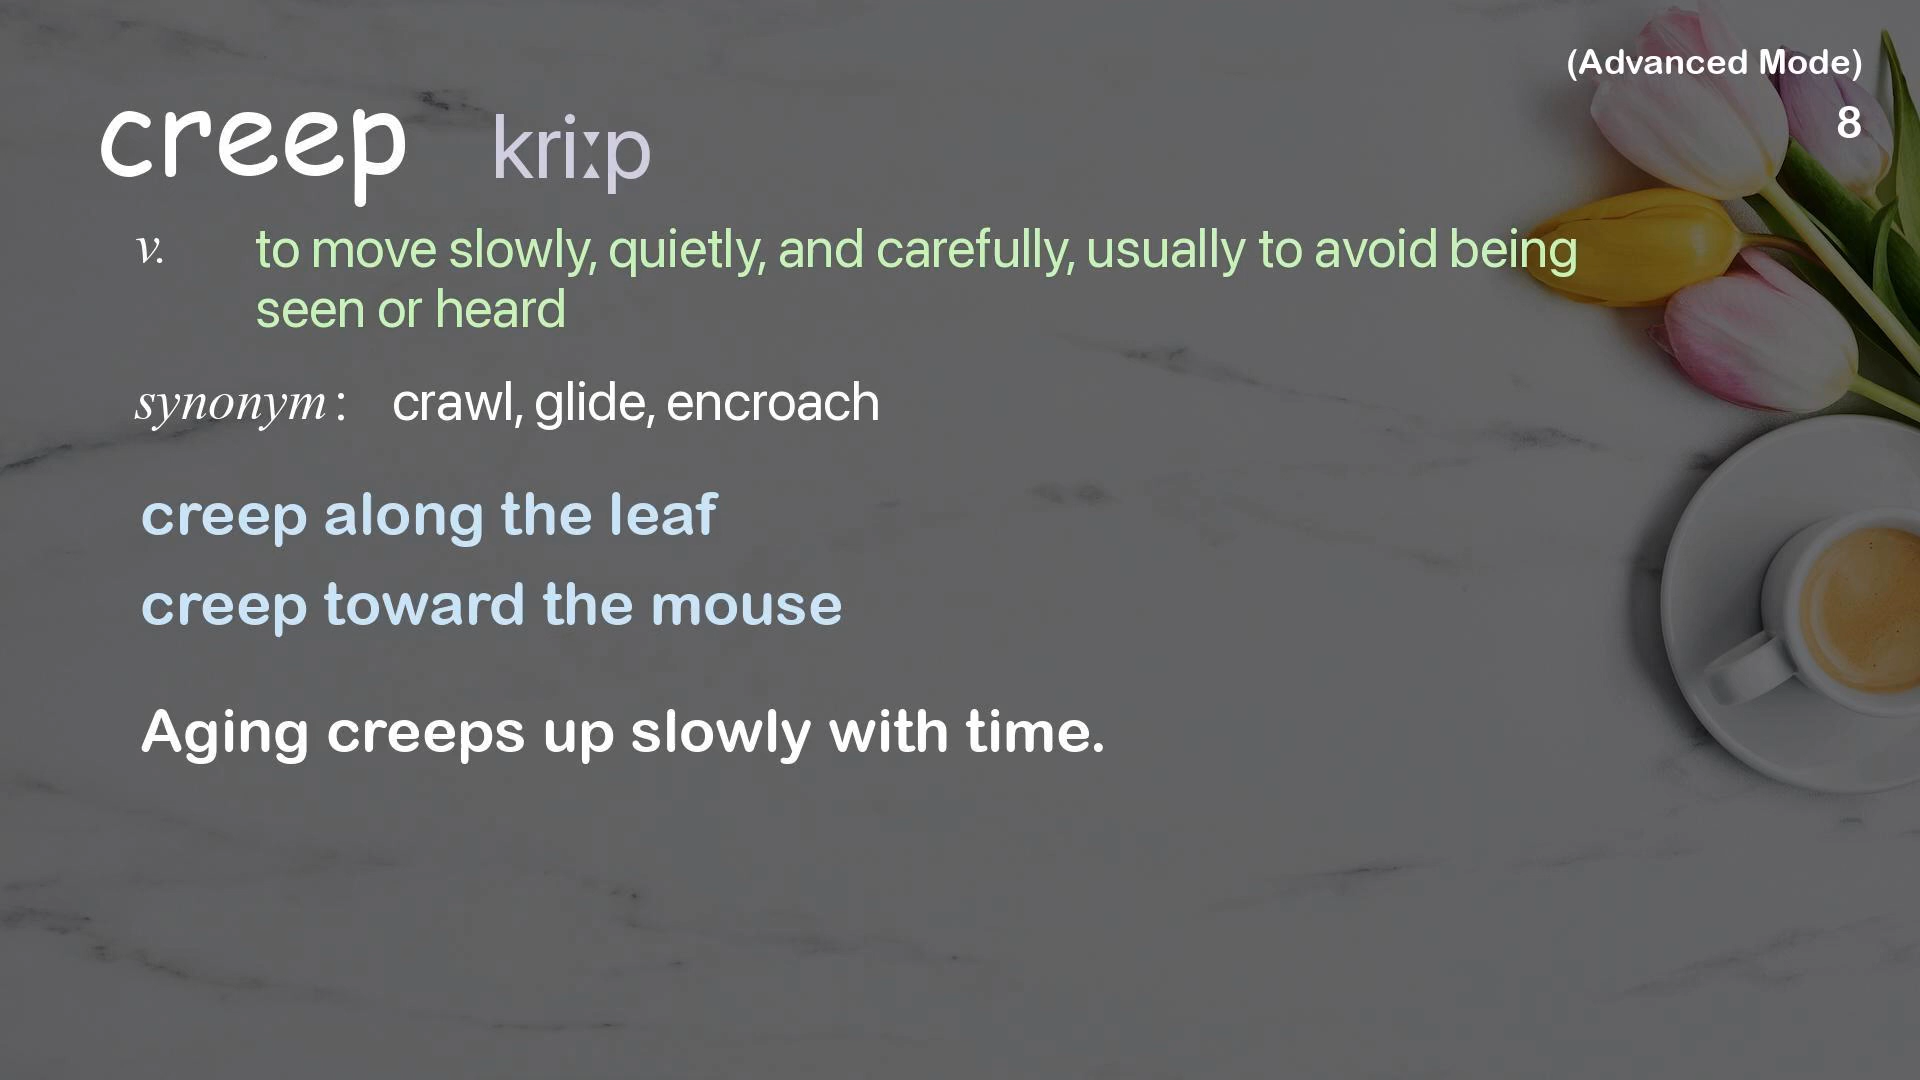 (Advanced Mode)
8
creep kriːp
v. to move slowly, quietly, and carefully, usually to avoid being
seen or heard
synonym : crawl, glide, encroach
creep along the leaf
creep toward the mouse
Aging creeps up slowly with time.